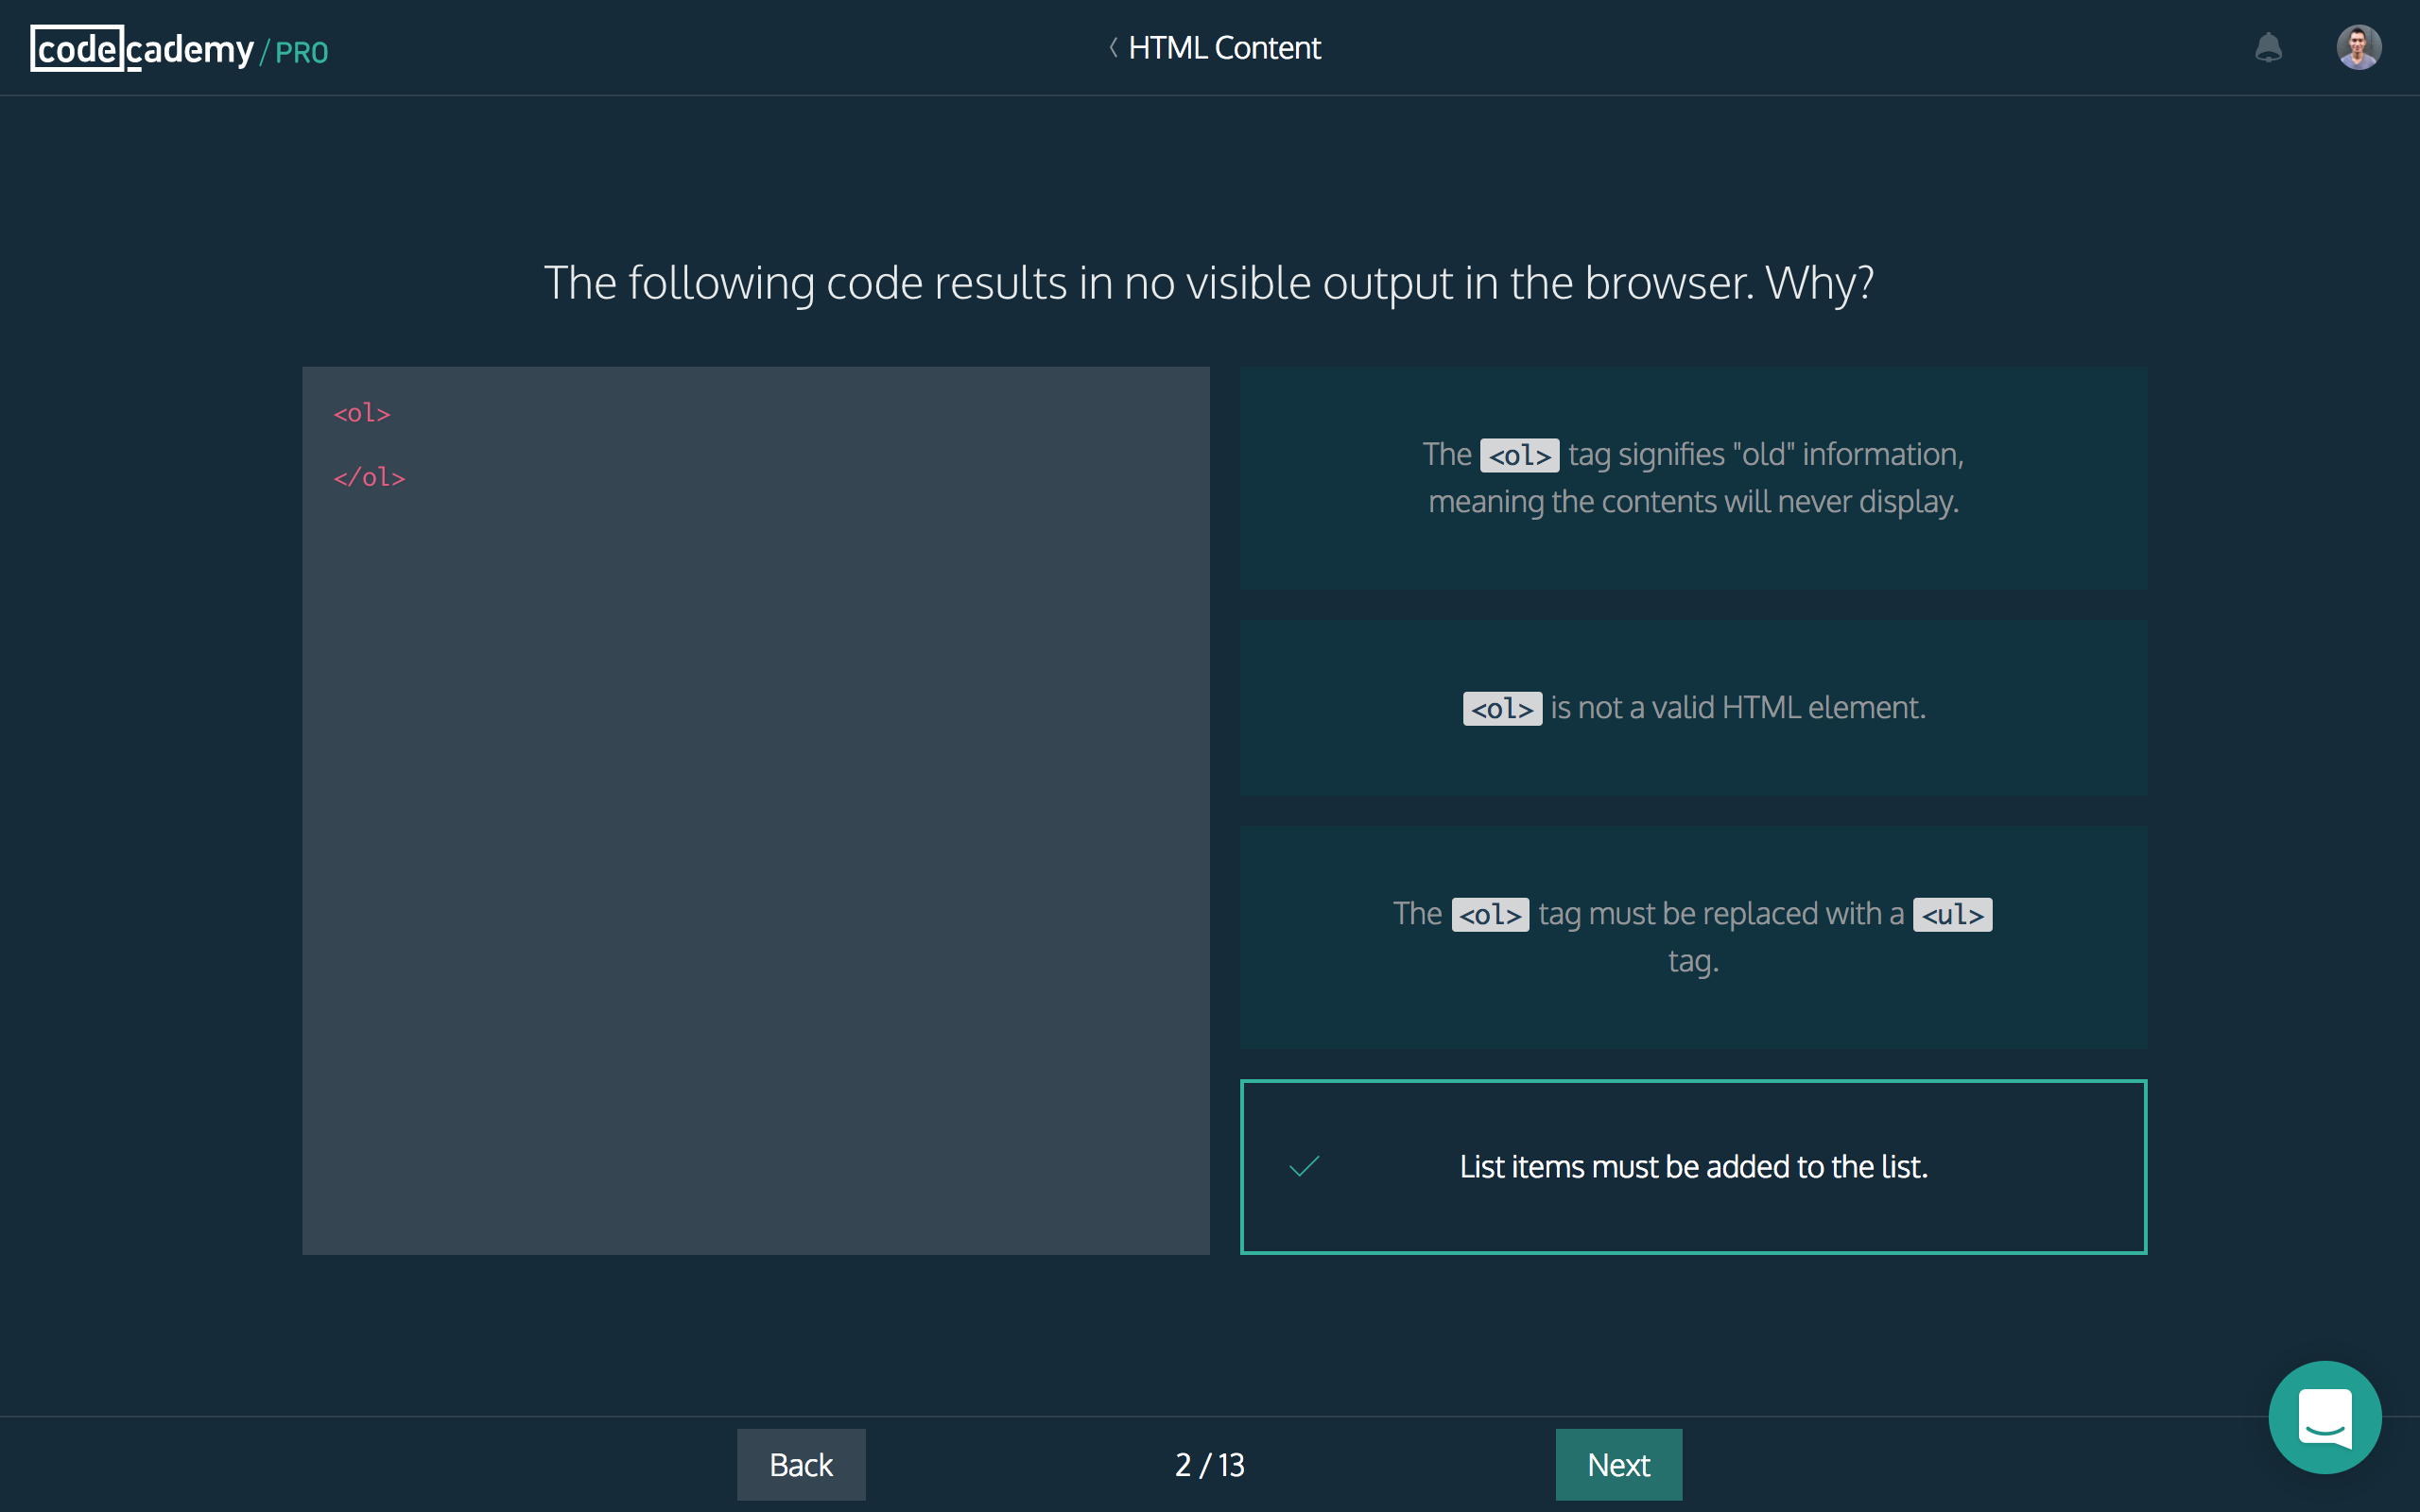 codecademy/PRO
HTML Content
The following code results in no visible output in the browser. Why?
<ol>
</ol>
The <ol> tag signifies "old" information,
meaning the contents will never display.
<ol> is not a valid HTML element.
The <ol> tag must be replaced with a <ul>
tag.
List items must be added to the list.
Back
2 / 13
Next